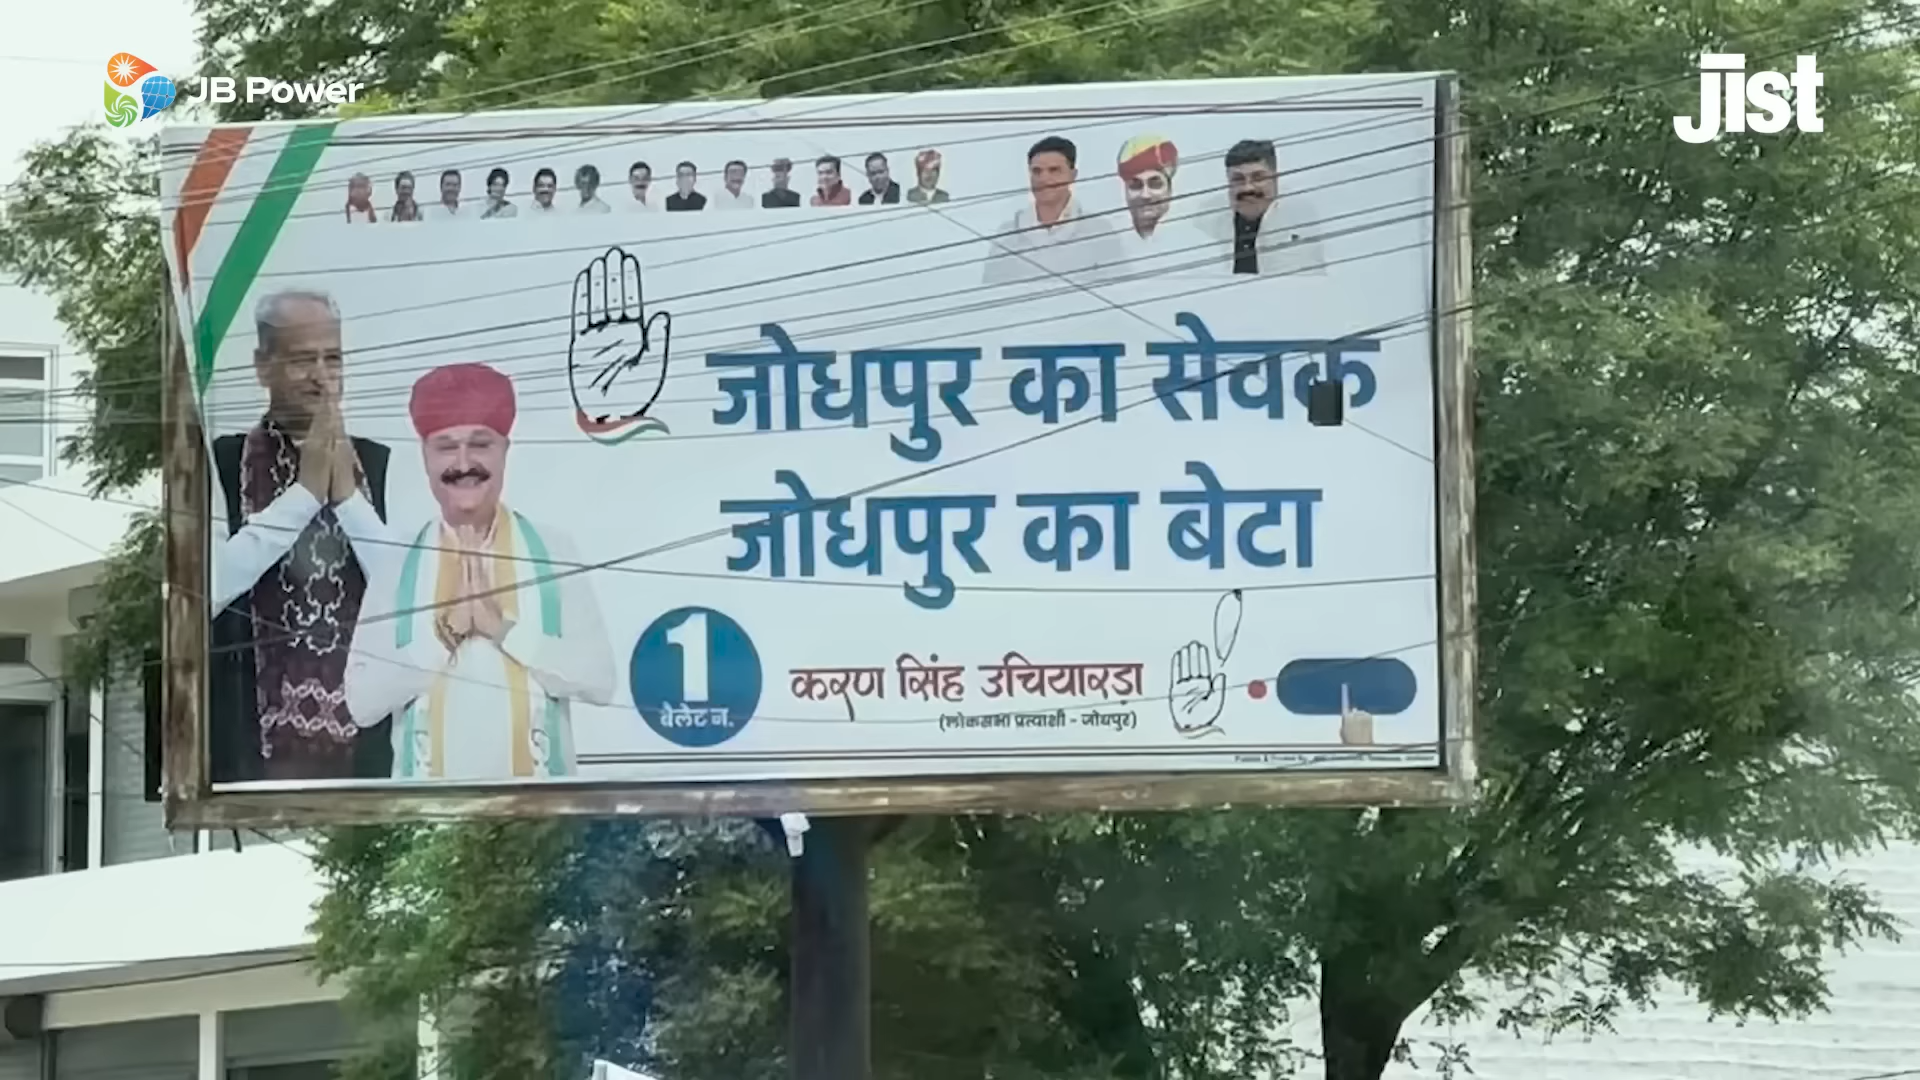 JB Power
jist
जोधपुर का सेवक
जोधपुर का बेटा
1
बैलेट न.
करण सिंह उचियारड़ा
(लोकसभा प्रत्याशी - जोधपुर)